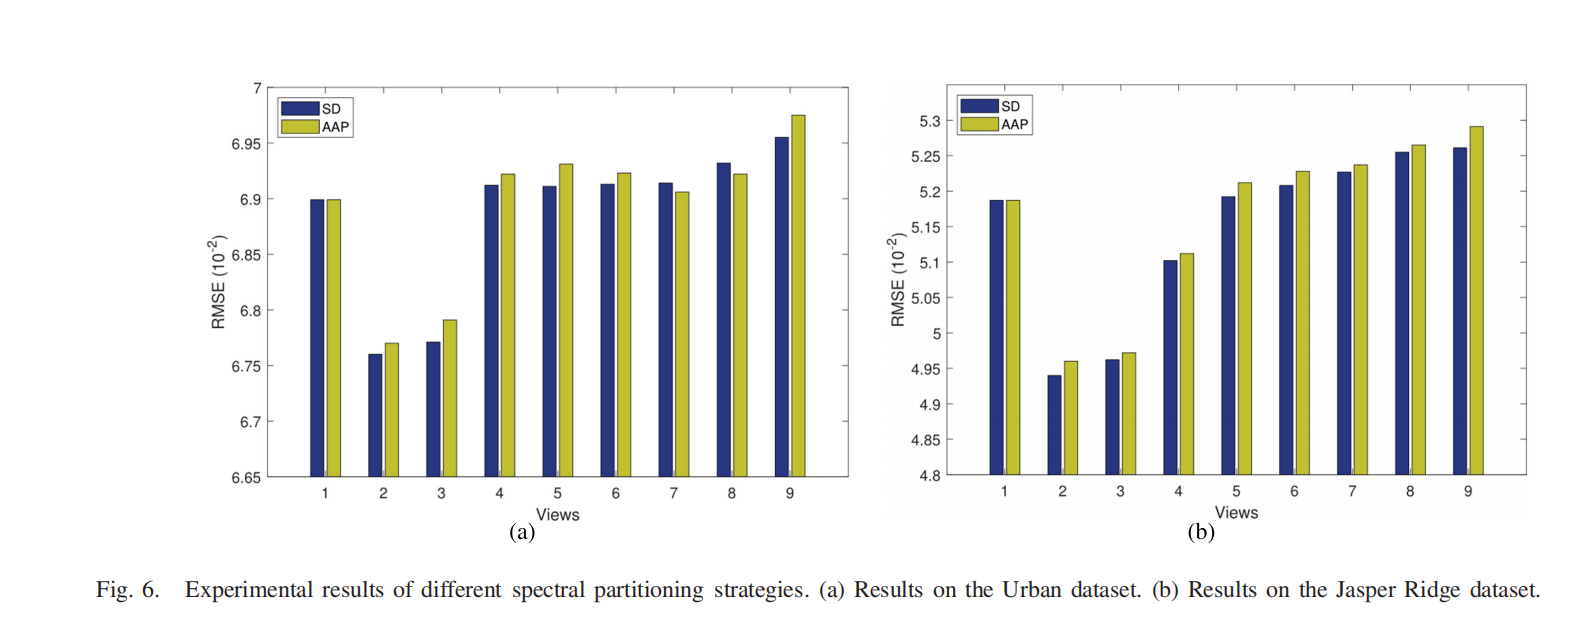 7
6.95
6.9
6.85
6.8
6.75
6.7
6.65
RMSE (10-2)
SD
AAP
1 2 3 4 5 6 7 8 9
Views
(a)
5.3
5.25
5.2
5.15
5.1
5.05
5
4.95
4.9
4.85
4.8
RMSE (10-2)
SD
AAP
1 2 3 4 5 6 7 8 9
Views
(b)
Fig. 6. Experimental results of different spectral partitioning strategies. (a) Results on the Urban dataset. (b) Results on the Jasper Ridge dataset.